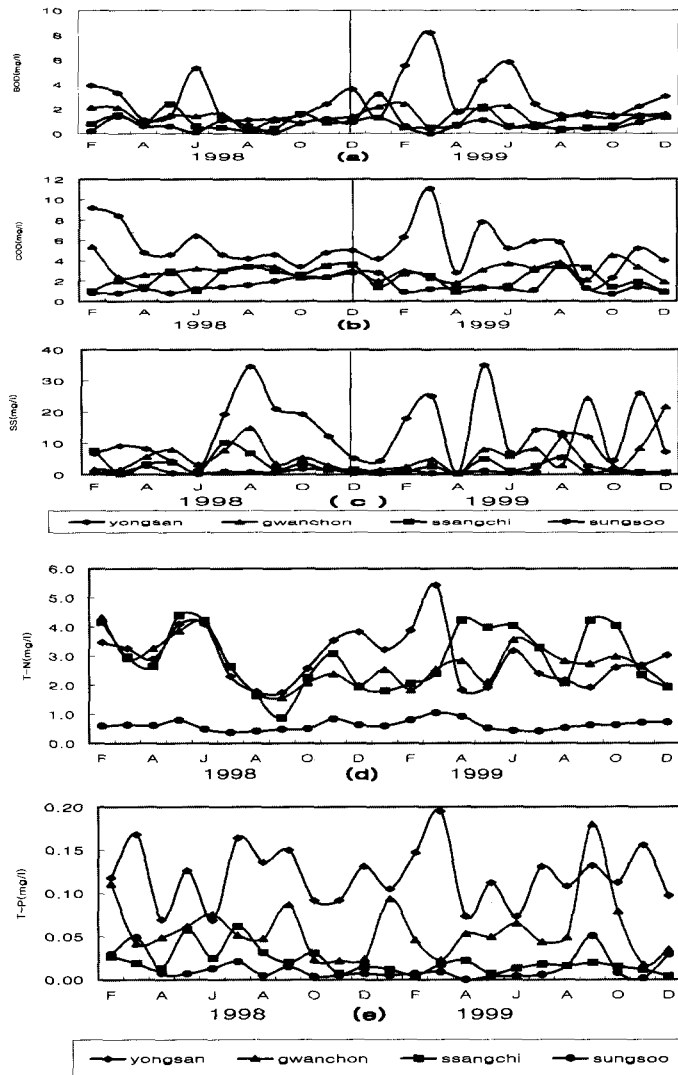 BOD(mg/l)
10
8
6
4
2
0
F A J A O D F A J A O D
1998 1999
(a)
COD(mg/l)
12
10
8
6
4
2
0
F A J A O D F A J A O D
1998 1999
(b)
SS(mg/l)
50
40
30
20
10
0
F A J A O D F A J A O D
1998 1999
(c)
yongsan gwanchon ssangchi sungsoo
T-N(mg/l)
6.0
5.0
4.0
3.0
2.0
1.0
0.0
F A J A O D F A J A O D
1998 1999
(d)
T-P(mg/l)
0.20
0.15
0.10
0.05
0.00
F A J A O D F A J A O D
1998 1999
(e)
yongsan gwanchon ssangchi sungsoo